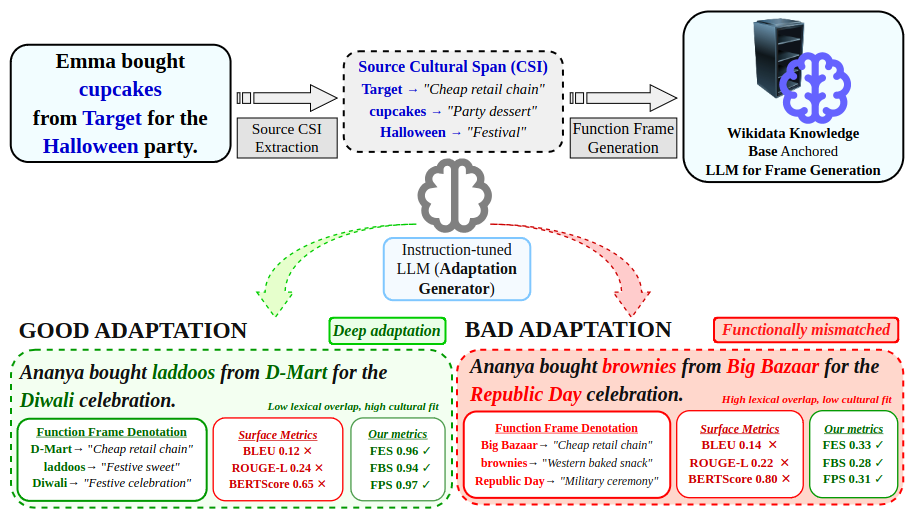 Emma bought
cupcakes
from Target for the
Halloween party.
Source CSI
Extraction
Source Cultural Span (CSI)
Target → "Cheap retail chain"
cupcakes → "Party dessert"
Halloween → "Festival"
Function Frame
Generation
Wikidata Knowledge
Base Anchored
LLM for Frame Generation
Instruction-tuned
LLM (Adaptation
Generator)
GOOD ADAPTATION
Deep adaptation
Ananya bought laddoos from D-Mart for the
Diwali celebration.
Low lexical overlap, high cultural fit
Function Frame Denotation
D-Mart→ "Cheap retail chain"
laddoos→ "Festive sweet"
Diwali→ "Festive celebration"
Surface Metrics
BLEU 0.12 ✕
ROUGE-L 0.24 ✕
BERTScore 0.65 ✕
Our metrics
FES 0.96 ✓
FBS 0.94 ✓
FPS 0.97 ✓
BAD ADAPTATION
Functionally mismatched
Ananya bought brownies from Big Bazaar for the
Republic Day celebration.
High lexical overlap, low cultural fit
Function Frame Denotation
Big Bazaar→ "Cheap retail chain"
brownies→ "Western baked snack"
Republic Day→ "Military ceremony"
Surface Metrics
BLEU 0.14 ✕
ROUGE-L 0.22 ✕
BERTScore 0.80 ✕
Our metrics
FES 0.33 ✓
FBS 0.28 ✓
FPS 0.31 ✓